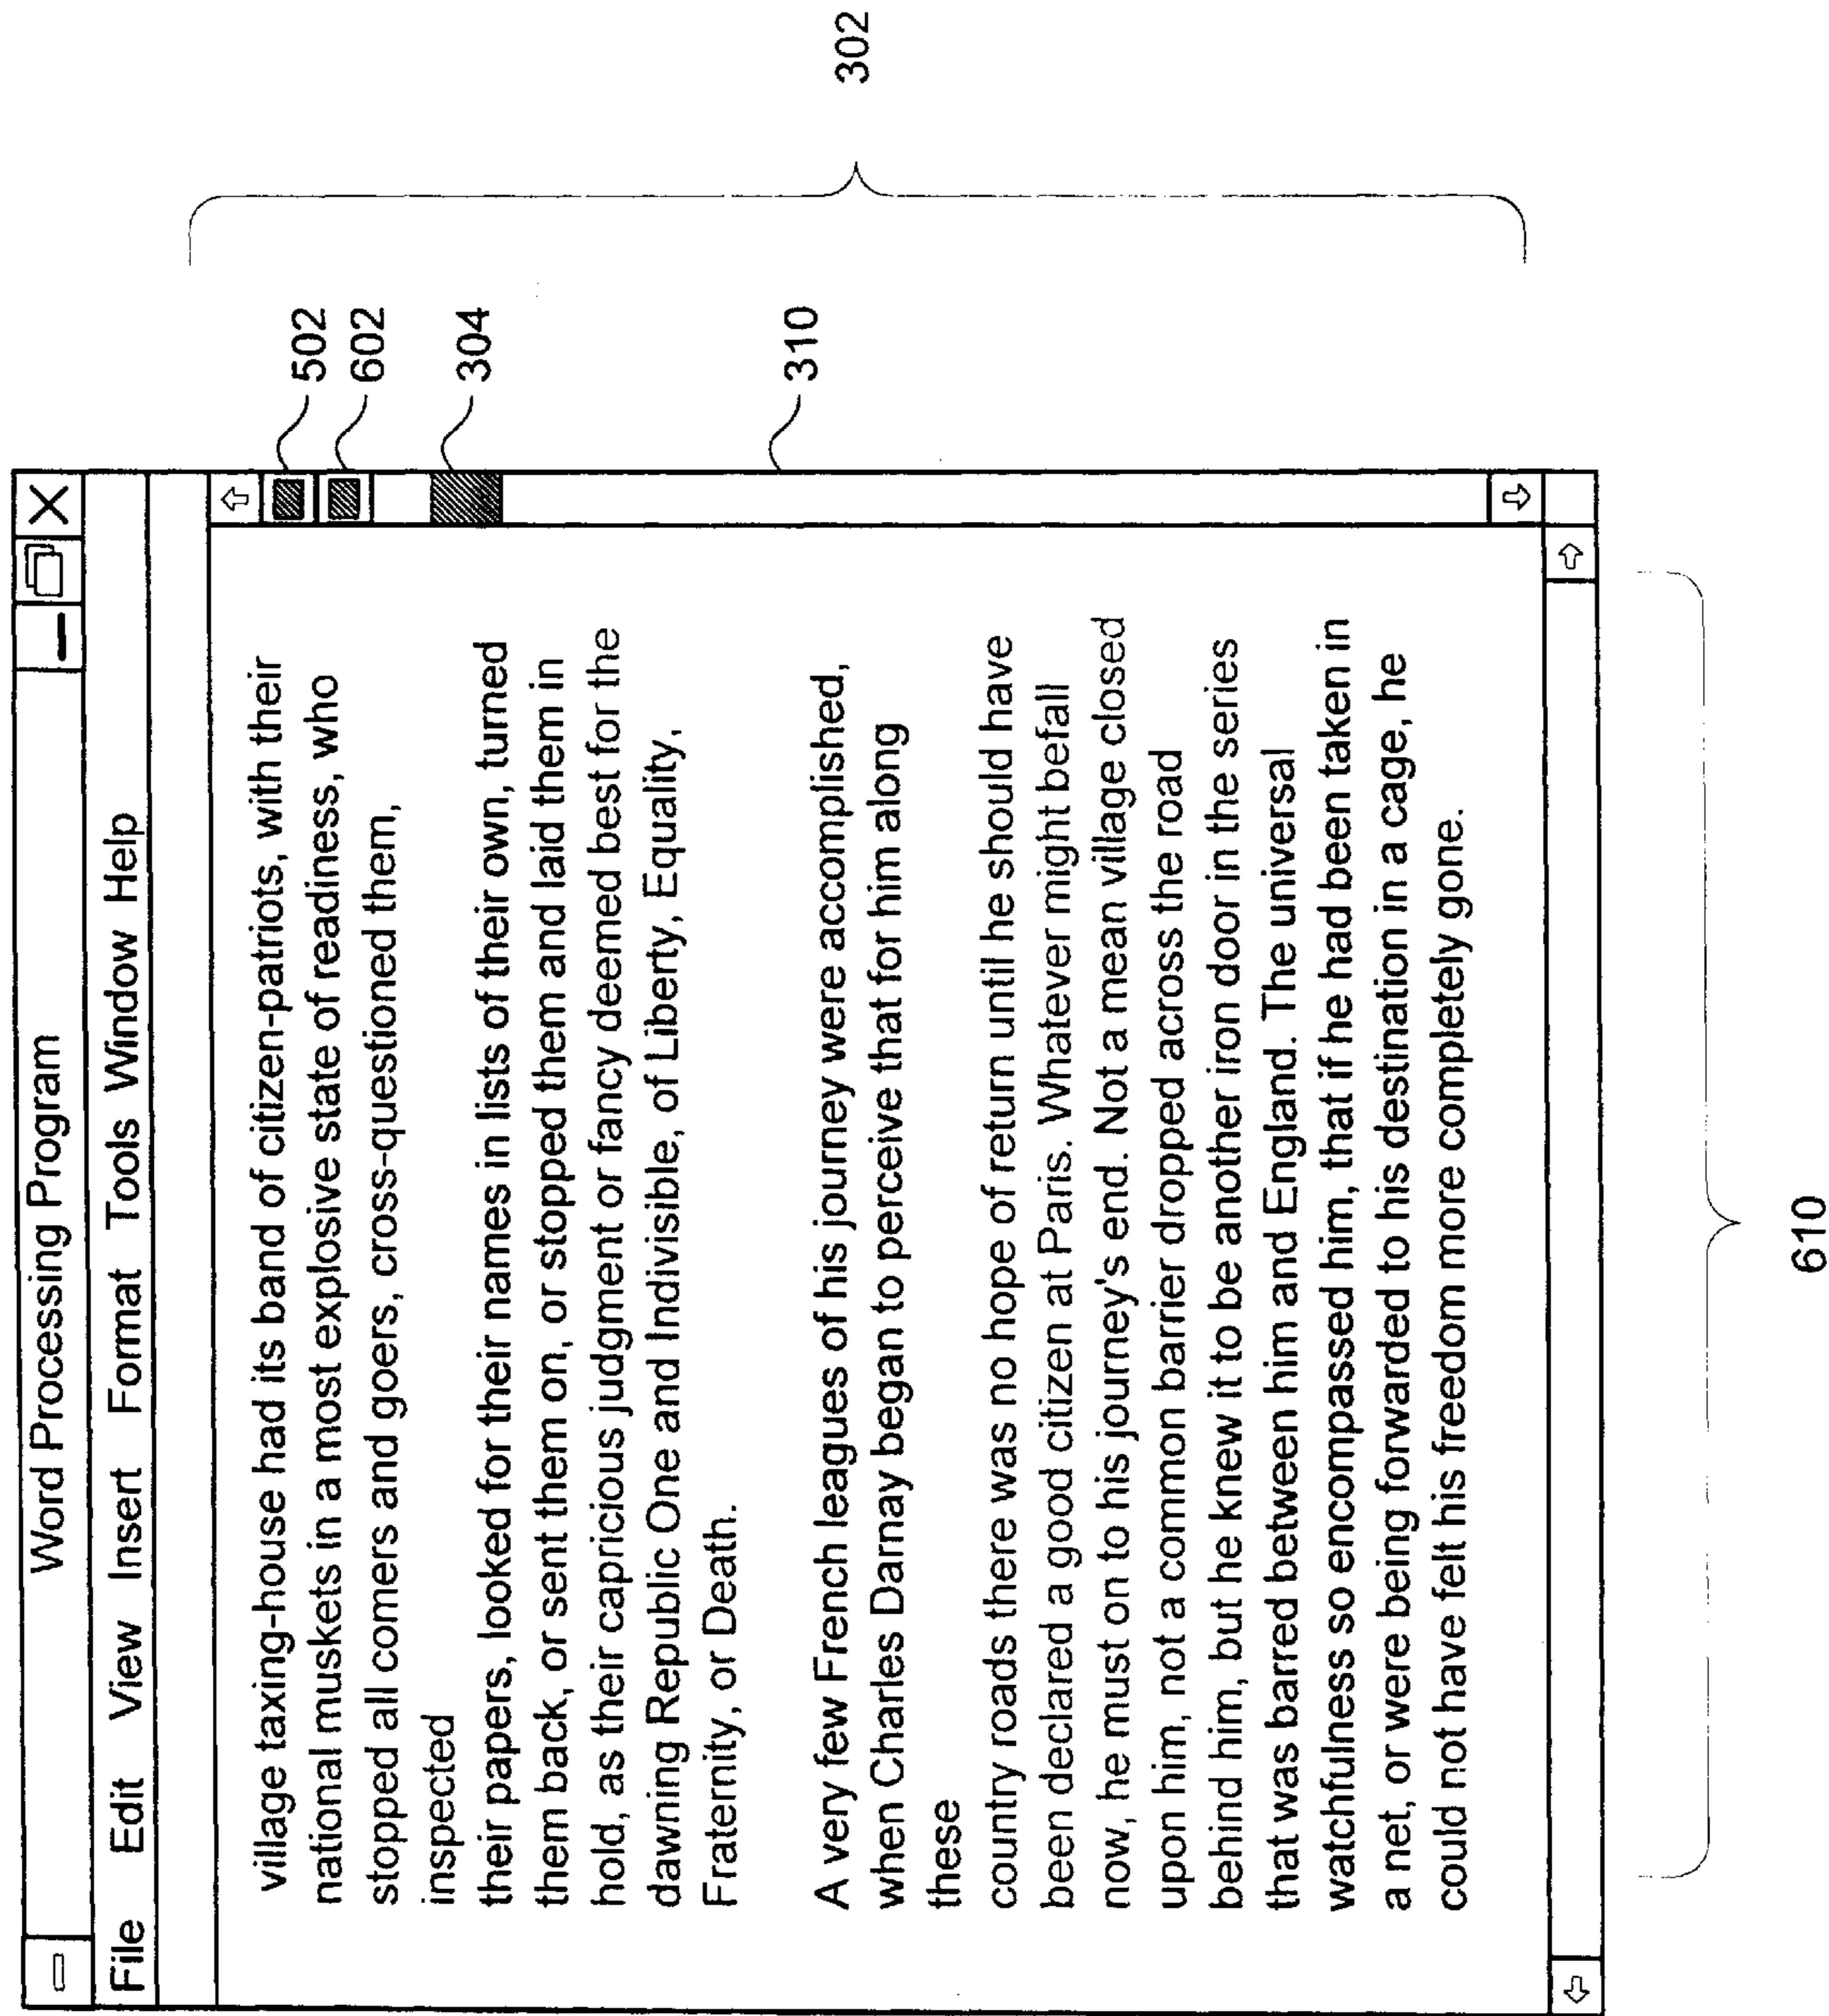 Word Processing Program
File Edit View Insert Format Tools Window Help
village taxing-house had its band of citizen-patriots, with their
national muskets in a most explosive state of readiness, who
stopped all comers and goers, cross-questioned them,
inspected
their papers, looked for their names in lists of their own, turned
them back, or sent them on, or stopped them and laid them in
hold, as their capricious judgment or fancy deemed best for the
dawning Republic One and Indivisible, of Liberty, Equality,
Fraternity, or Death.
A very few French leagues of his journey were accomplished,
when Charles Darnay began to perceive that for him along
these
country roads there was no hope of return until he should have
been declared a good citizen at Paris. Whatever might befall
now, he must on to his journey's end. Not a mean village closed
upon him, not a common barrier dropped across the road
behind him, but he knew it to be another iron door in the series
that was barred between him and England. The universal
watchfulness so encompassed him, that if he had been taken in
a net, or were being forwarded to his destination in a cage, he
could not have felt his freedom more completely gone.
502
602
304
310
302
610